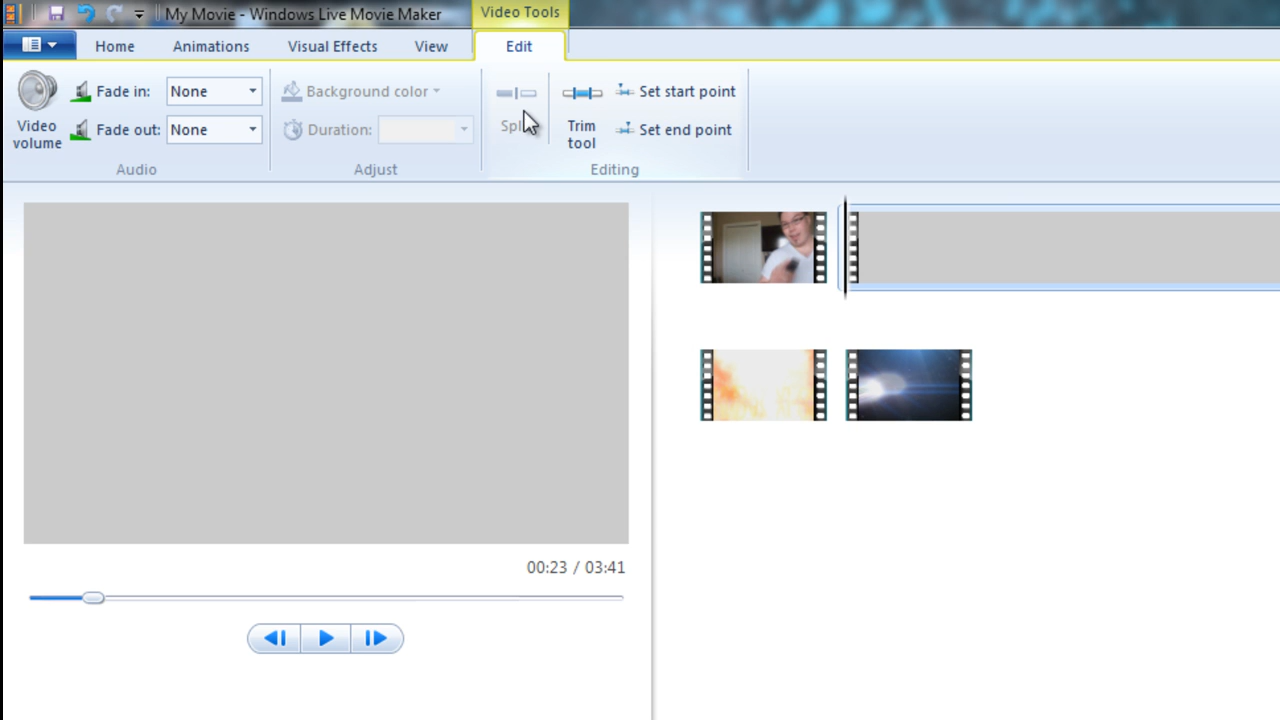 My Movie - Windows Live Movie Maker
Video Tools
Home
Animations
Visual Effects
View
Edit
Video volume
Fade in:
None
Fade out:
None
Audio
Background color
Duration:
Adjust
Trim tool
Set start point
Set end point
Editing
00:23 / 03:41